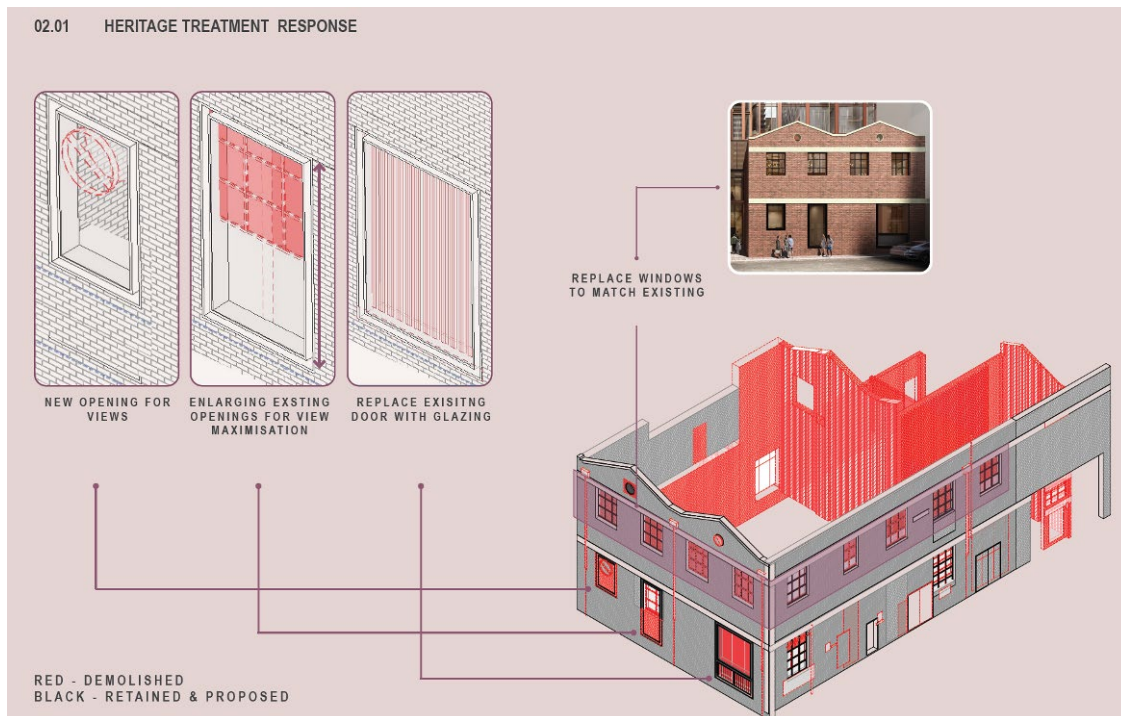 02.01 HERITAGE TREATMENT RESPONSE
NEW OPENING FOR
VIEWS
ENLARGING EXSTING
OPENINGS FOR VIEW
MAXIMISATION
REPLACE EXISITNG
DOOR WITH GLAZING
REPLACE WINDOWS
TO MATCH EXISTING
RED - DEMOLISHED
BLACK - RETAINED & PROPOSED